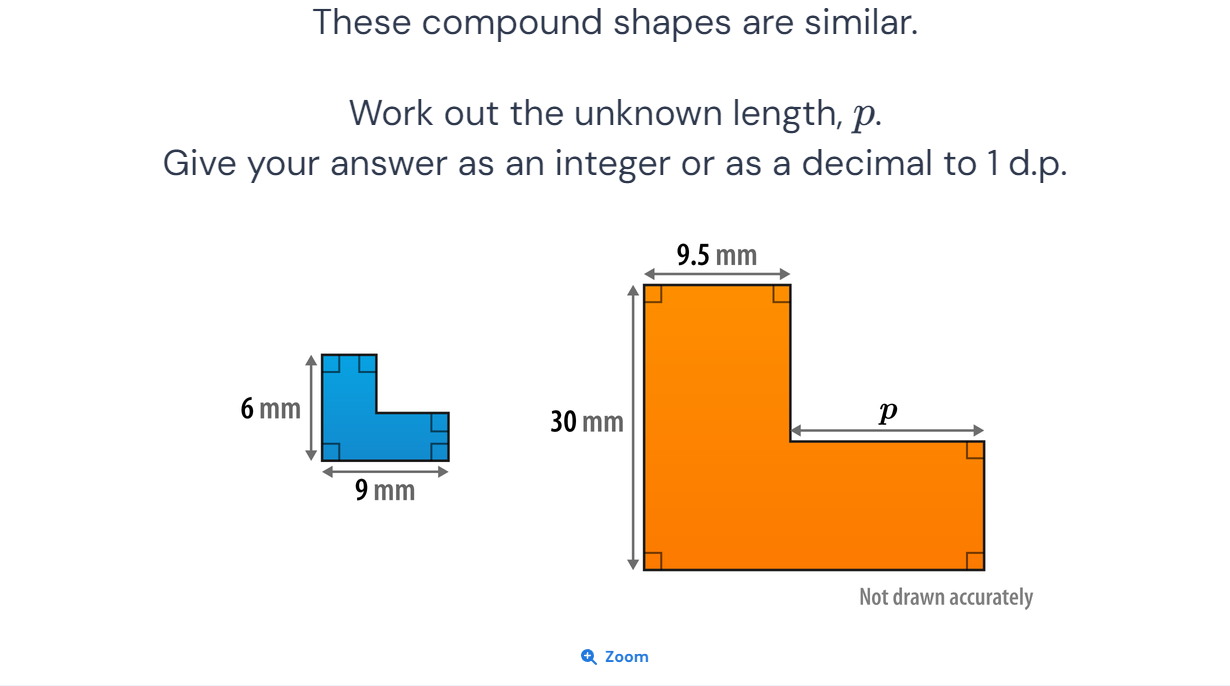 These compound shapes are similar.
Work out the unknown length, p.
Give your answer as an integer or as a decimal to 1 d.p.
9.5 mm
6 mm
9 mm
30 mm
p
Not drawn accurately
Zoom